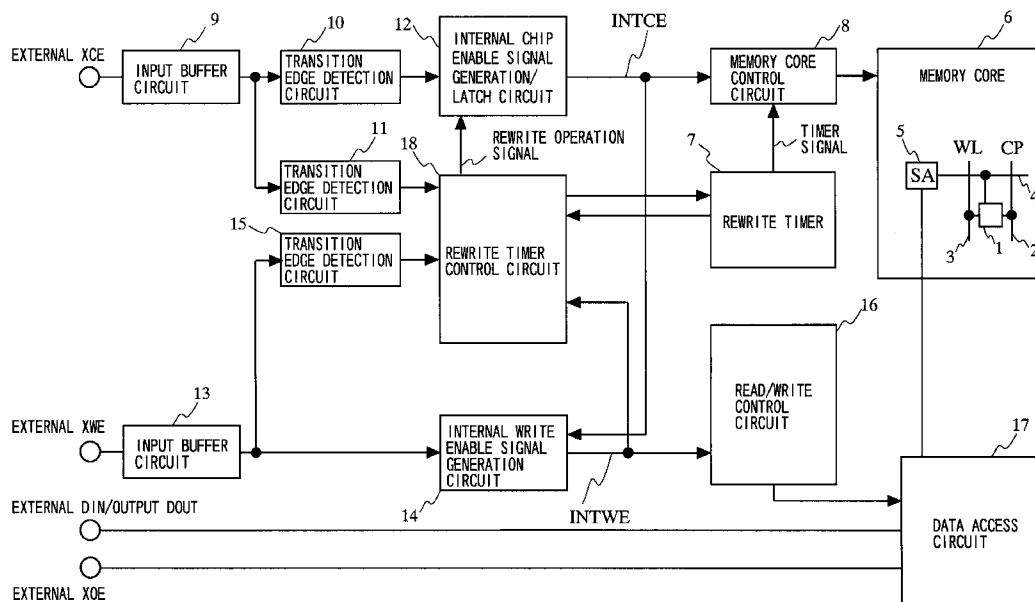 9
10
12
INTCE
8
6
EXTERNAL XCE
INPUT BUFFER
CIRCUIT
TRANSITION
EDGE DETECTION
CIRCUIT
INTERNAL CHIP
ENABLE SIGNAL
GENERATION/
LATCH CIRCUIT
MEMORY CORE
CONTROL
CIRCUIT
MEMORY CORE
11
TRANSITION
EDGE DETECTION
CIRCUIT
18
REWRITE OPERATION
SIGNAL
7
TIMER
SIGNAL
5
WL
CP
SA
4
3
1
2
15
TRANSITION
EDGE DETECTION
CIRCUIT
REWRITE TIMER
CONTROL CIRCUIT
REWRITE TIMER
16
READ/WRITE
CONTROL
CIRCUIT
13
EXTERNAL XWE
INPUT BUFFER
CIRCUIT
INTERNAL WRITE
ENABLE SIGNAL
GENERATION
CIRCUIT
14
INTWE
17
EXTERNAL DIN/OUTPUT DOUT
DATA ACCESS
CIRCUIT
EXTERNAL XOE